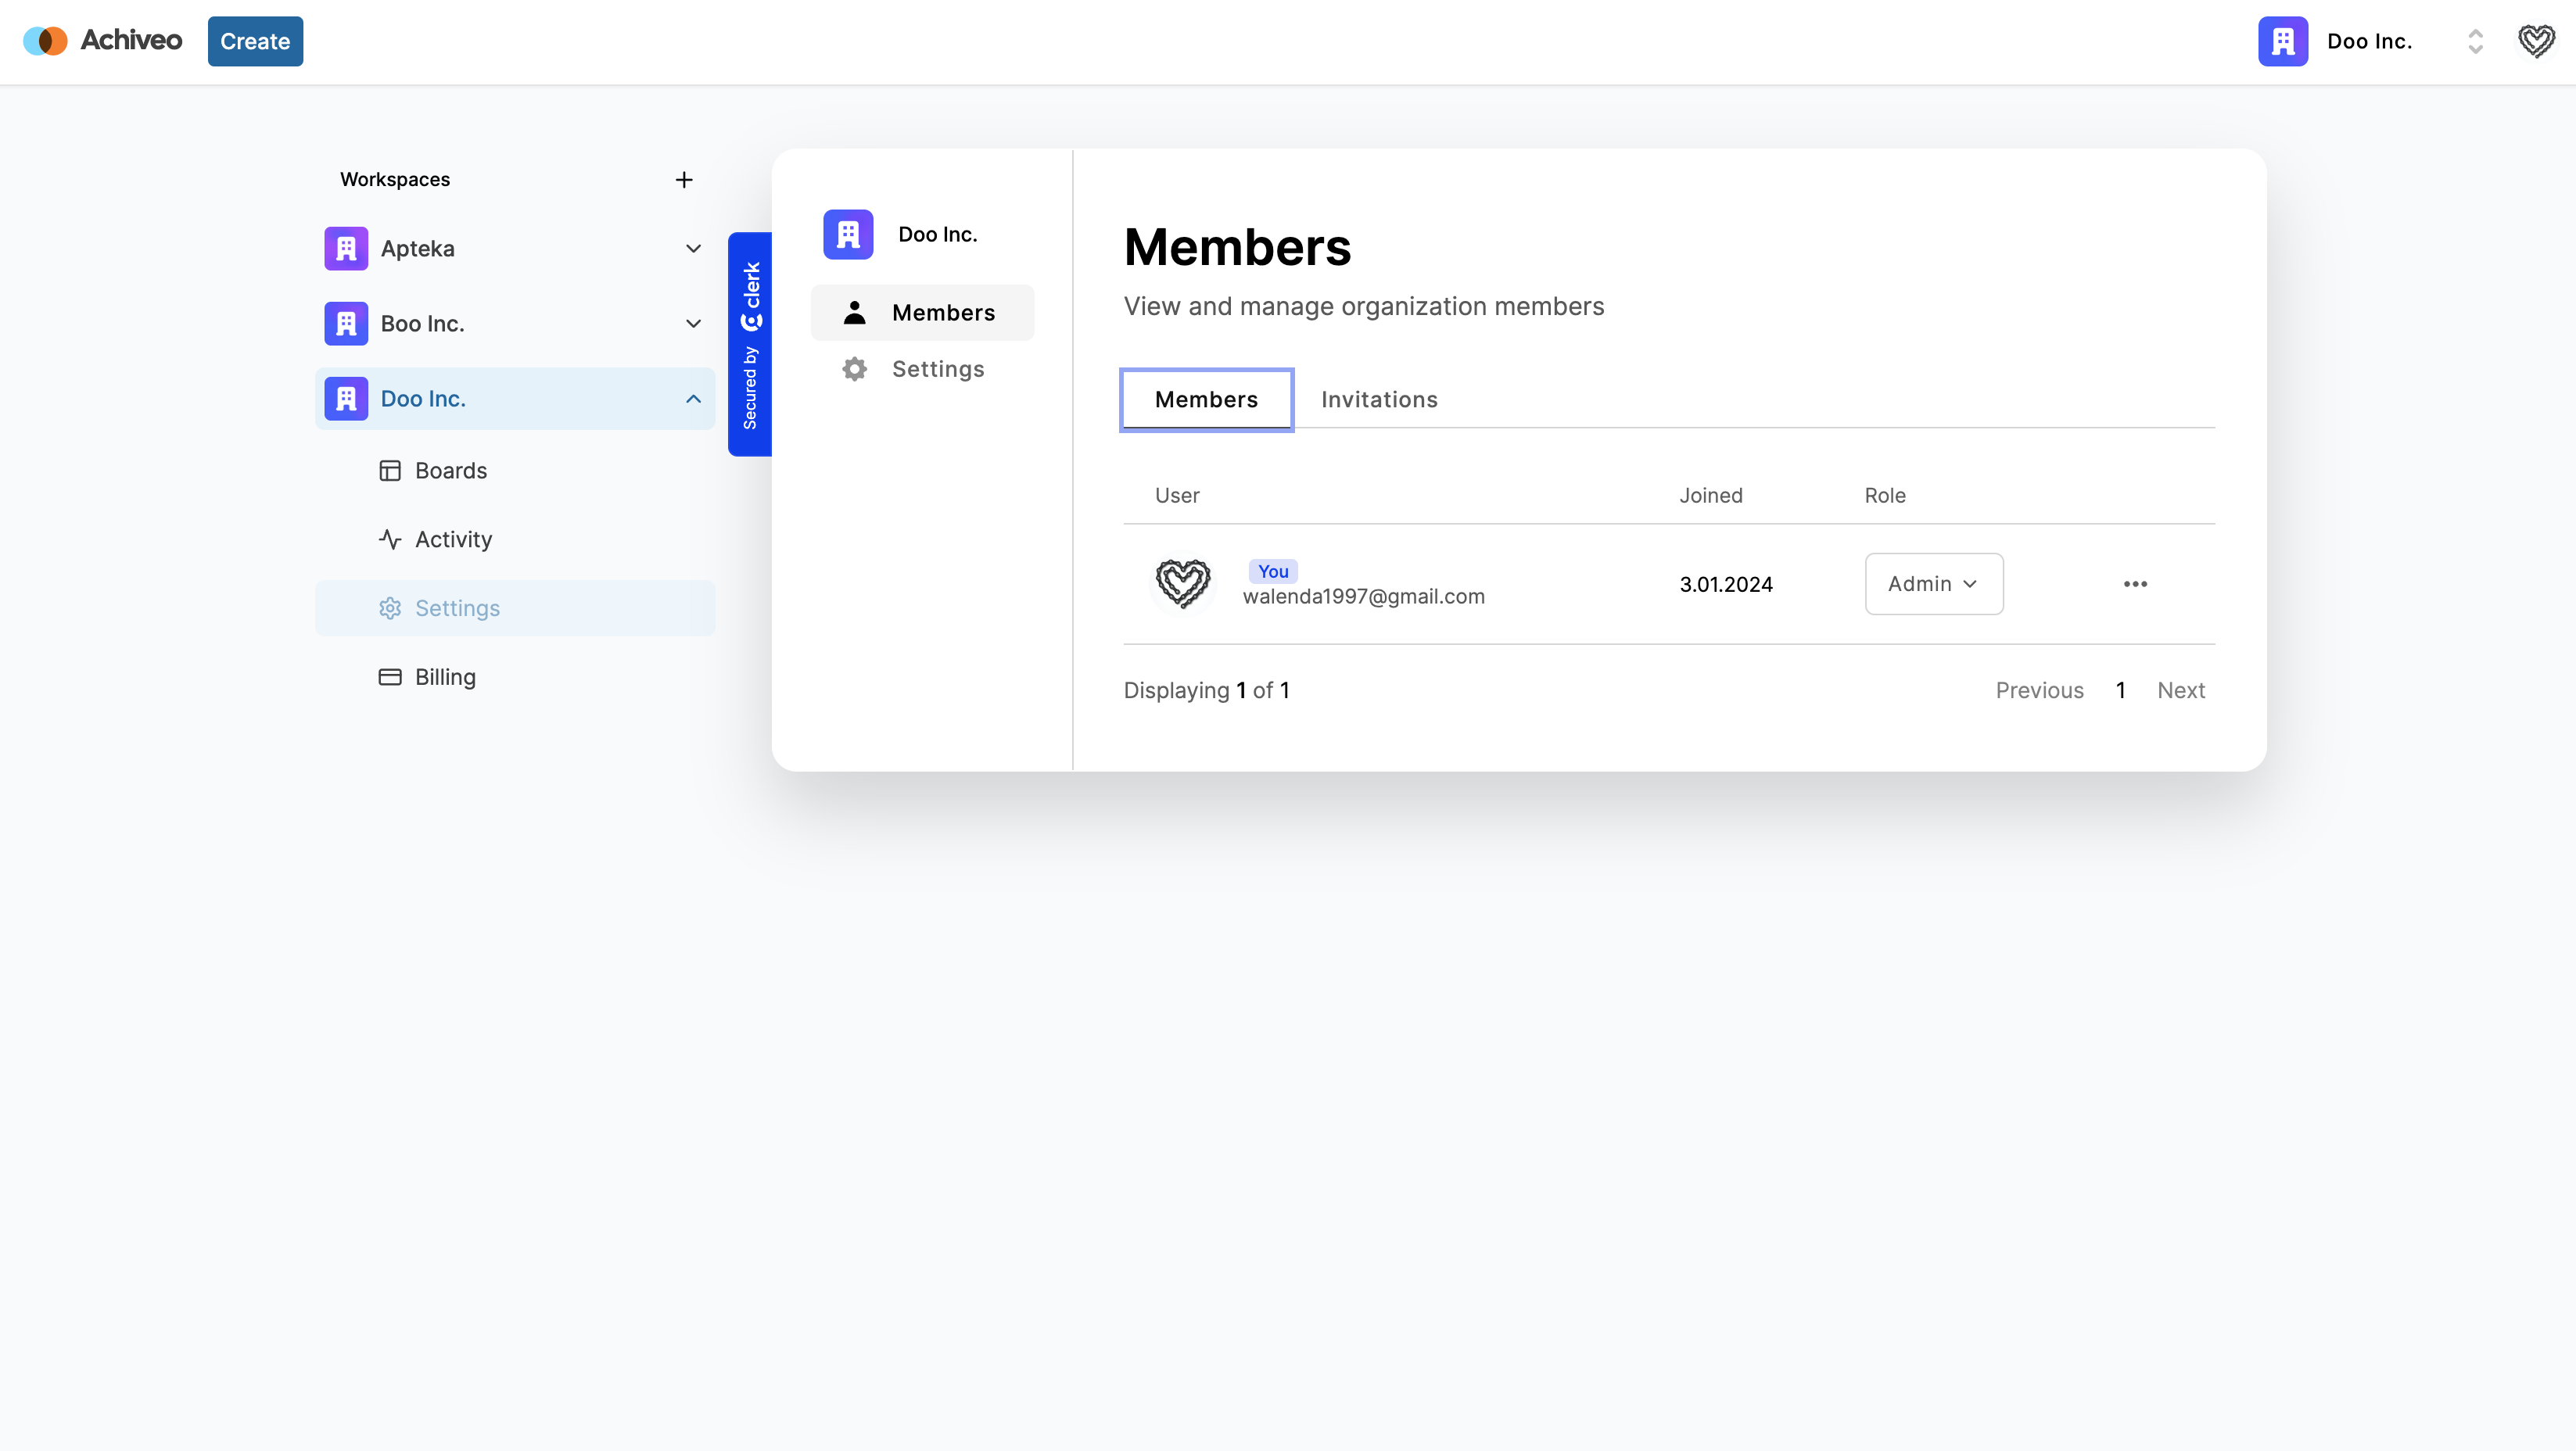 Achiveo
Create
Doo Inc.
Workspaces
Apteka
Boo Inc.
Doo Inc.
Boards
Activity
Settings
Billing
Secured by clerk
Doo Inc.
Members
Settings
Members
View and manage organization members
Members Invitations
User Joined Role
You
walenda1997@gmail.com 3.01.2024 Admin
Displaying 1 of 1 Previous 1 Next